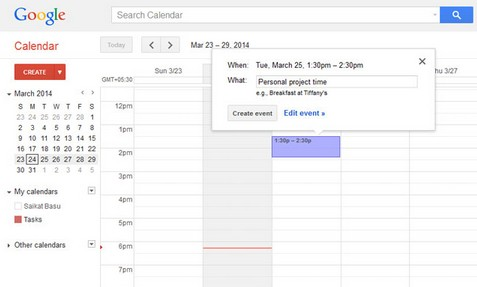 Google
Search Calendar
Calendar
Today
Mar 23 – 29, 2014
CREATE
When: Tue, March 25, 1:30pm – 2:30pm
What: Personal project time
e.g., Breakfast at Tiffany's
Create event Edit event »
Sun 3/23
Thu 3/27
GMT+05:30
March 2014
S M T W T F S
23 24 25 26 27 28 1
2 3 4 5 6 7 8
9 10 11 12 13 14 15
16 17 18 19 20 21 22
23 24 25 26 27 28 29
30 31 1 2 3 4 5
My calendars
Saikat Basu
Tasks
Other calendars
12pm
1pm
1:30p – 2:30p
2pm
3pm
4pm
5pm
6pm
7pm